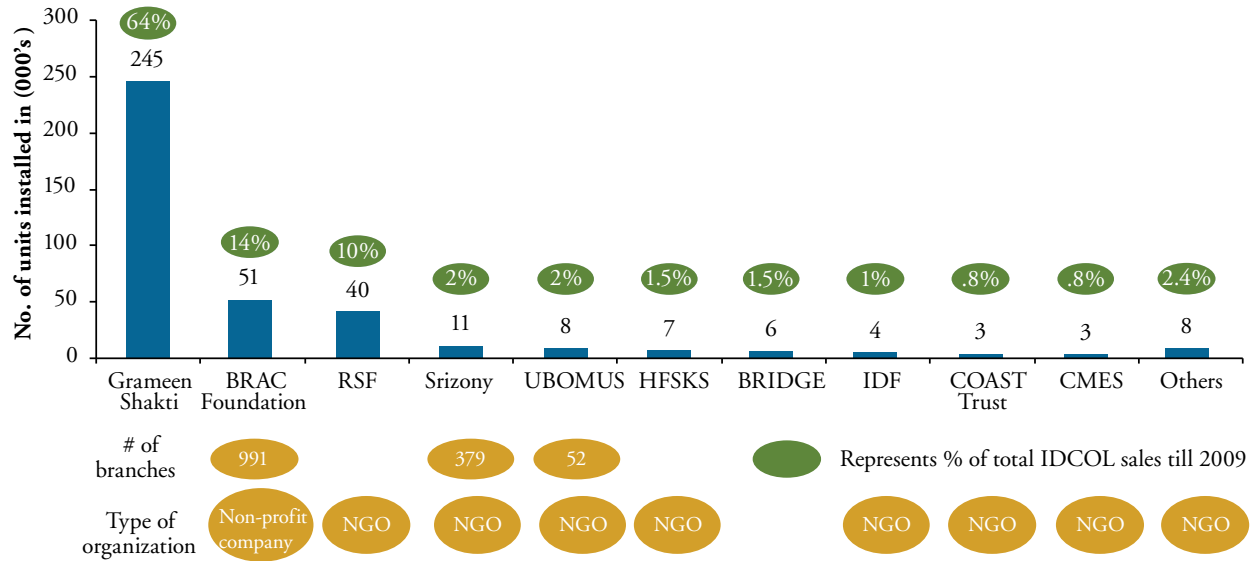 No. of units installed in (000's )
300
250
200
150
100
50
0
64%
245
14%
51
10%
40
2%
11
2%
8
1.5%
7
1.5%
6
1%
4
.8%
3
.8%
3
2.4%
8
Grameen
Shakti
BRAC
Foundation
RSF
Srizony
UBOMUS
HFSKS
BRIDGE
IDF
COAST
Trust
CMES
Others
# of
branches
991
379
52
Represents % of total IDCOL sales till 2009
Type of
organization
Non-profit
company
NGO
NGO
NGO
NGO
NGO
NGO
NGO
NGO